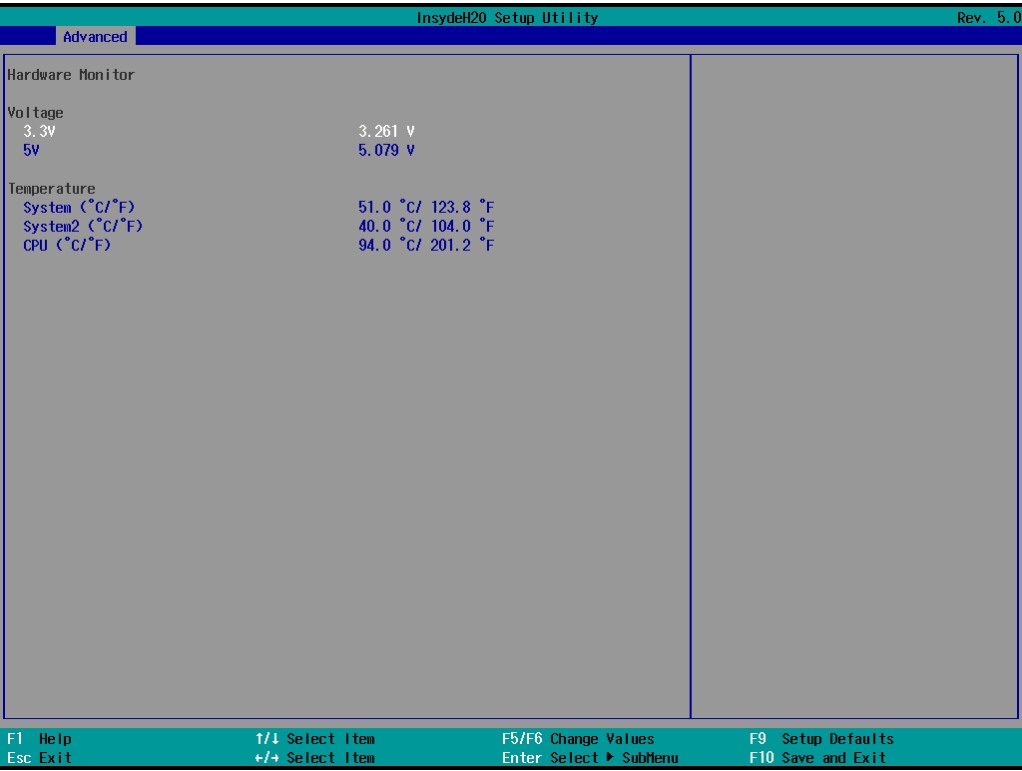 InsydeH20 Setup Utility Rev. 5.0
Advanced
Hardware Monitor
Voltage
3.3V 3.261 V
5V 5.079 V
Temperature
System (°C/°F) 51.0 °C/ 123.8 °F
System2 (°C/°F) 40.0 °C/ 104.0 °F
CPU (°C/°F) 94.0 °C/ 201.2 °F
F1 Help ↑/↓ Select Item F5/F6 Change Values F9 Setup Defaults
Esc Exit ←/→ Select Item Enter Select ▶ SubMenu F10 Save and Exit